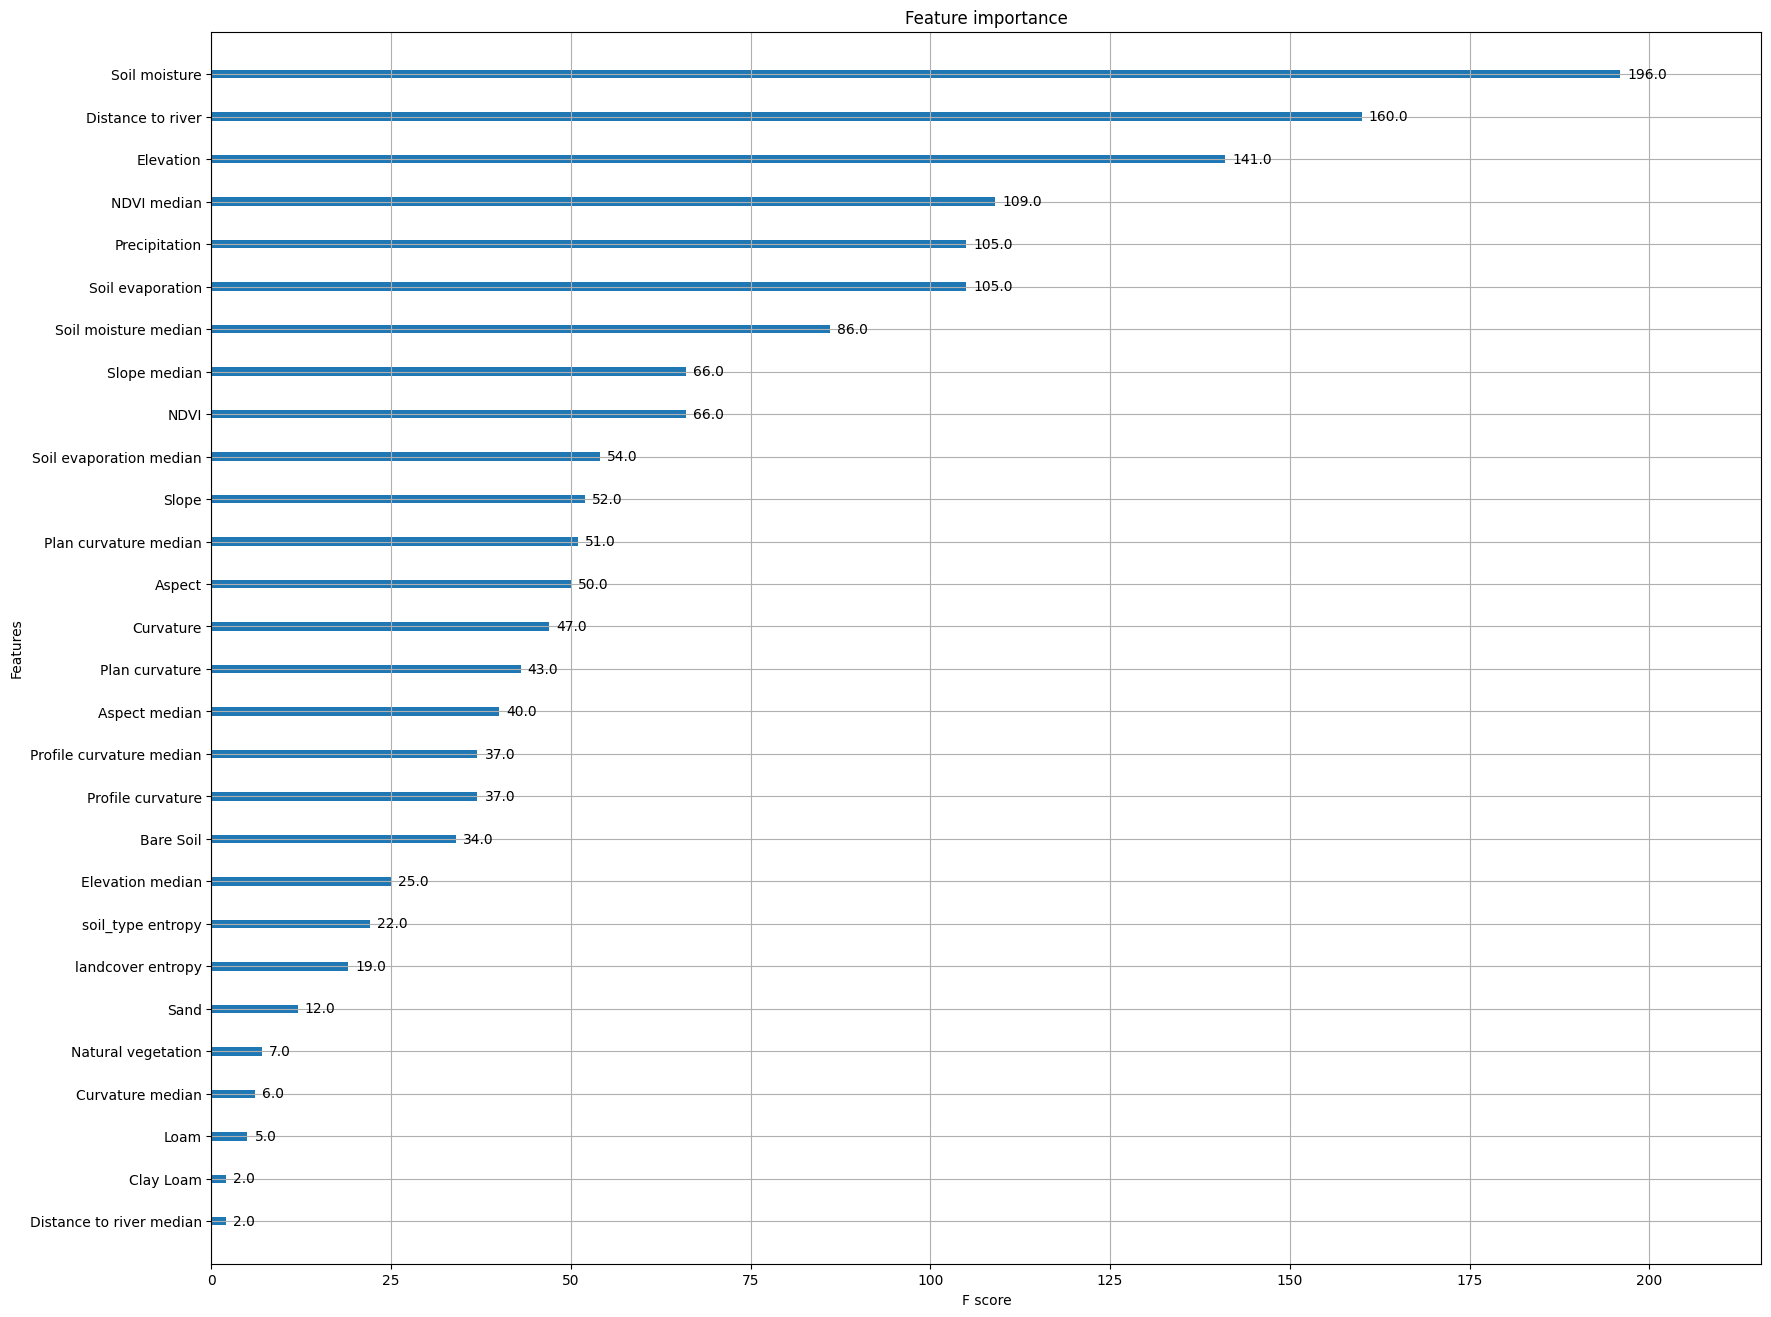 Feature importance
Soil moisture 196.0
Distance to river 160.0
Elevation 141.0
NDVI median 109.0
Precipitation 105.0
Soil evaporation 105.0
Soil moisture median 86.0
Slope median 66.0
NDVI 66.0
Soil evaporation median 54.0
Slope 52.0
Plan curvature median 51.0
Aspect 50.0
Curvature 47.0
Plan curvature 43.0
Aspect median 40.0
Profile curvature median 37.0
Profile curvature 37.0
Bare Soil 34.0
Elevation median 25.0
soil_type entropy 22.0
landcover entropy 19.0
Sand 12.0
Natural vegetation 7.0
Curvature median 6.0
Loam 5.0
Clay Loam 2.0
Distance to river median 2.0
Features
0 25 50 75 100 125 150 175 200
F score